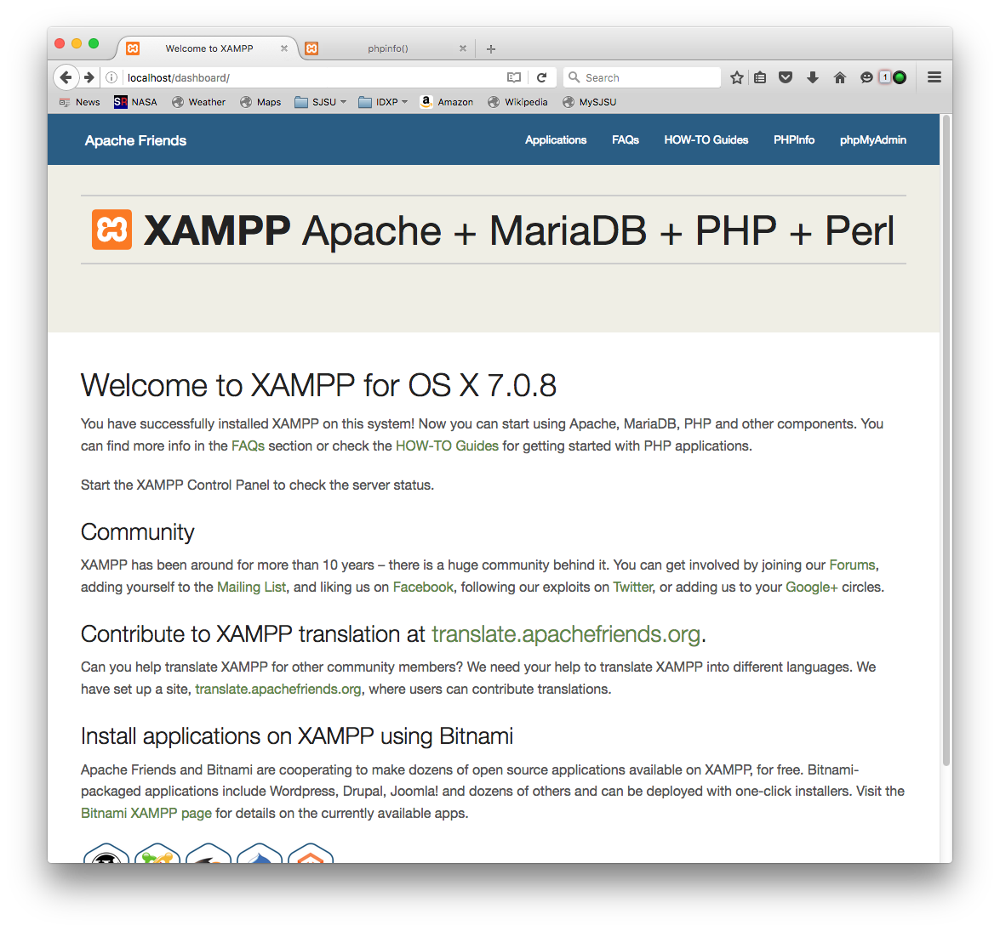 Welcome to XAMPP
phpinfo()
localhost/dashboard/
Search
1
News
NASA
Weather
Maps
SJSU
IDXP
Amazon
Wikipedia
MySJSU
Apache Friends
Applications
FAQs
HOW-TO Guides
PHPInfo
phpMyAdmin
XAMPP Apache + MariaDB + PHP + Perl
Welcome to XAMPP for OS X 7.0.8
You have successfully installed XAMPP on this system! Now you can start using Apache, MariaDB, PHP and other components. You
can find more info in the FAQs section or check the HOW-TO Guides for getting started with PHP applications.
Start the XAMPP Control Panel to check the server status.
Community
XAMPP has been around for more than 10 years – there is a huge community behind it. You can get involved by joining our Forums,
adding yourself to the Mailing List, and liking us on Facebook, following our exploits on Twitter, or adding us to your Google+ circles.
Contribute to XAMPP translation at translate.apachefriends.org.
Can you help translate XAMPP for other community members? We need your help to translate XAMPP into different languages. We
have set up a site, translate.apachefriends.org, where users can contribute translations.
Install applications on XAMPP using Bitnami
Apache Friends and Bitnami are cooperating to make dozens of open source applications available on XAMPP, for free. Bitnami-
packaged applications include Wordpress, Drupal, Joomla! and dozens of others and can be deployed with one-click installers. Visit the
Bitnami XAMPP page for details on the currently available apps.